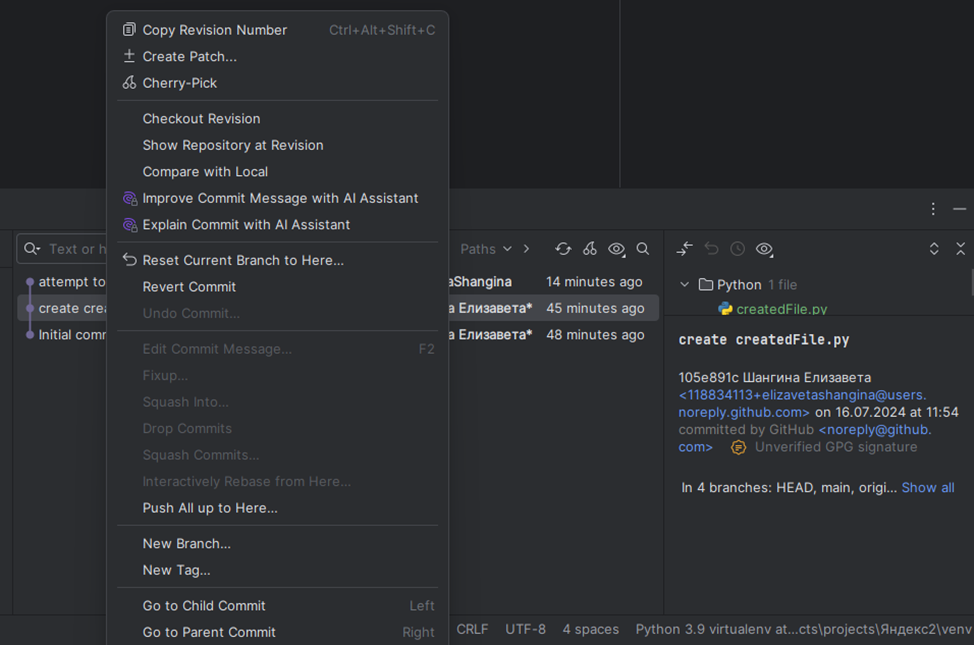 Copy Revision Number Ctrl+Alt+Shift+C
Create Patch...
Cherry-Pick
Checkout Revision
Show Repository at Revision
Compare with Local
Improve Commit Message with AI Assistant
Explain Commit with AI Assistant
Reset Current Branch to Here...
Revert Commit
Undo Commit...
Edit Commit Message... F2
Fixup...
Squash Into...
Drop Commits
Squash Commits...
Interactively Rebase from Here...
Push All up to Here...
New Branch...
New Tag...
Go to Child Commit Left
Go to Parent Commit Right
Text or h
Paths
attempt to
aShangina 14 minutes ago
create crea
а Елизавета* 45 minutes ago
Initial comm
а Елизавета* 48 minutes ago
Python 1 file
createdFile.py
create createdFile.py
105e891c Шангина Елизавета
<118834113+elizavetashangina@users.
noreply.github.com> on 16.07.2024 at 11:54
committed by GitHub <noreply@github.
com> Unverified GPG signature
In 4 branches: HEAD, main, origi... Show all
CRLF UTF-8 4 spaces Python 3.9 virtualenv at...cts\projects\Яндекс2\venv